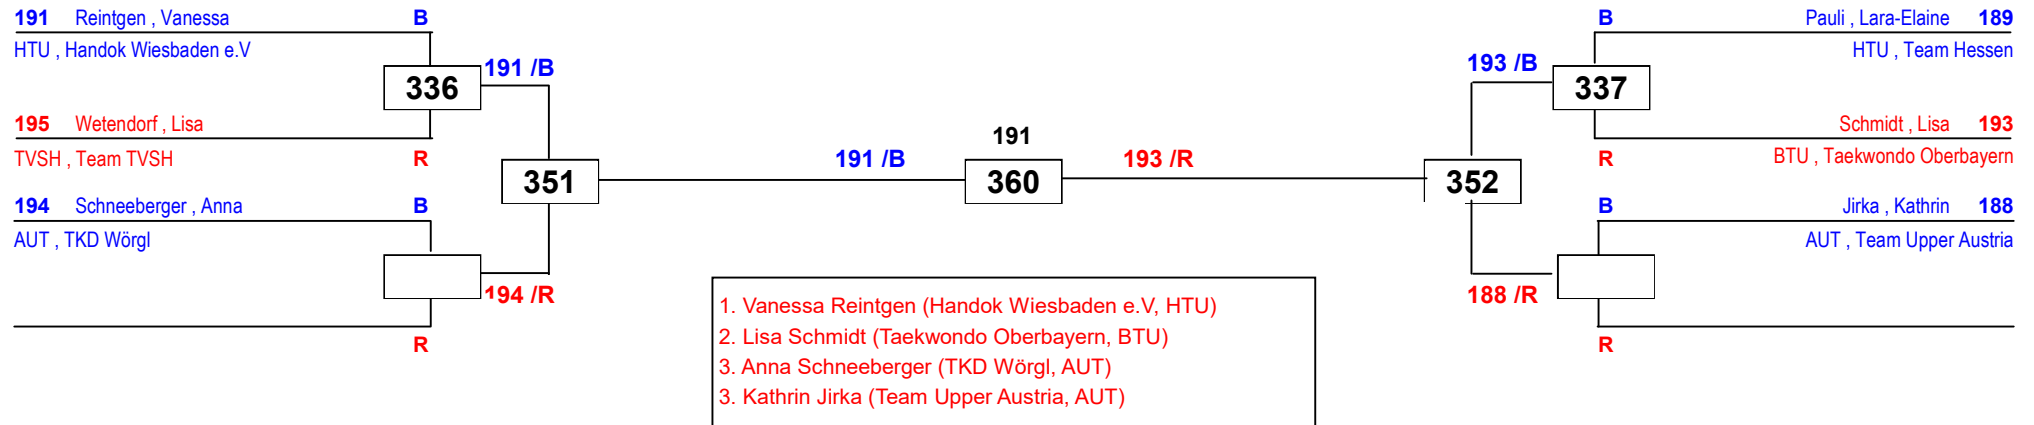 191 Reintgen , Vanessa B
HTU , Handok Wiesbaden e.V
336
191 /B
195 Wetendorf , Lisa
TVSH , Team TVSH R
351
194 Schneeberger , Anna B
AUT , TKD Wörgl
194 /R
R
191 /B
191
360
193 /R
B Pauli , Lara-Elaine 189
HTU , Team Hessen
193 /B
337
Schmidt , Lisa 193
R BTU , Taekwondo Oberbayern
352
B Jirka , Kathrin 188
AUT , Team Upper Austria
188 /R
R
1. Vanessa Reintgen (Handok Wiesbaden e.V, HTU)
2. Lisa Schmidt (Taekwondo Oberbayern, BTU)
3. Anna Schneeberger (TKD Wörgl, AUT)
3. Kathrin Jirka (Team Upper Austria, AUT)